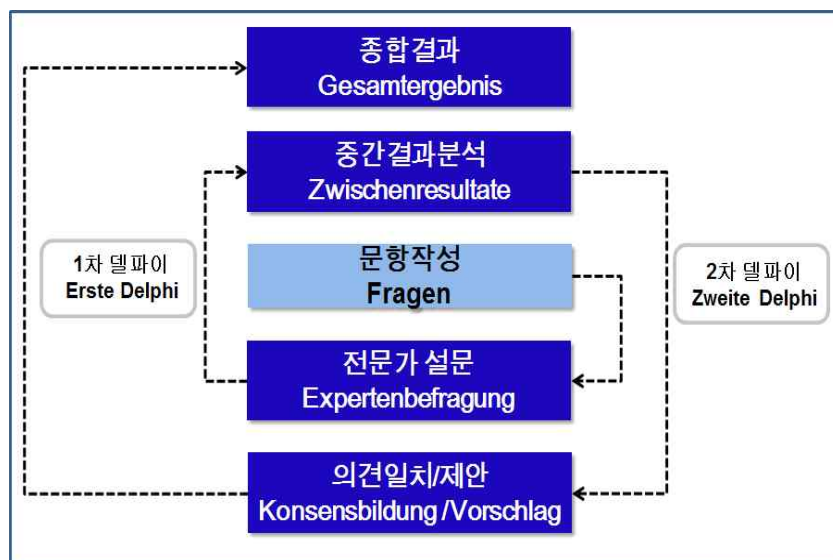 종합결과
Gesamtergebnis
중간결과분석
Zwischenresultate
1차 델파이
Erste Delphi
문항작성
Fragen
2차 델파이
Zweite Delphi
전문가 설문
Expertenbefragung
의견일치/제안
Konsensbildung /Vorschlag